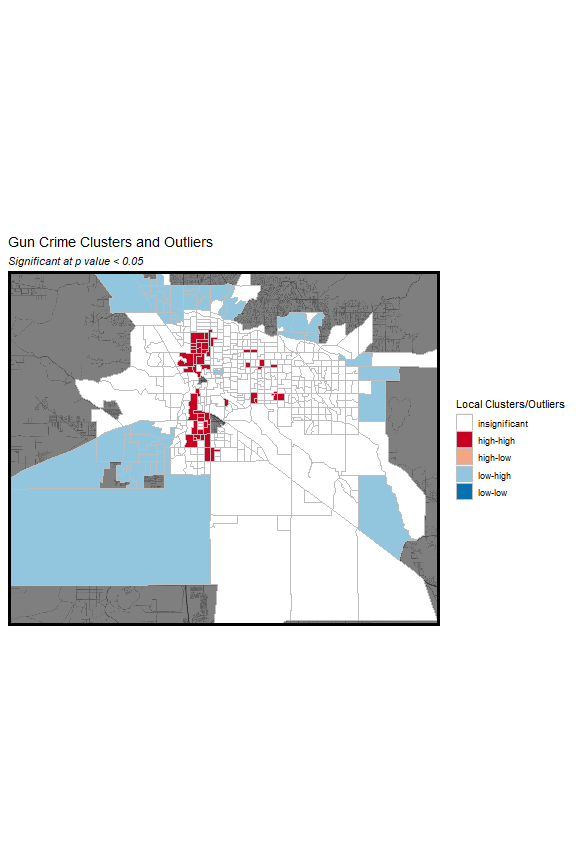 Gun Crime Clusters and Outliers
Significant at p value < 0.05
Local Clusters/Outliers
insignificant
high-high
high-low
low-high
low-low